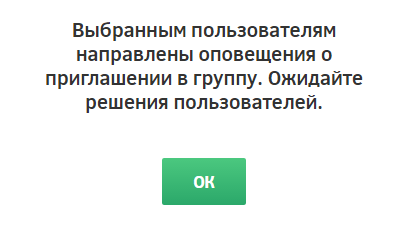 Выбранным пользователям
направлены оповещения о
приглашении в группу. Ожидайте
решения пользователей.
ОК